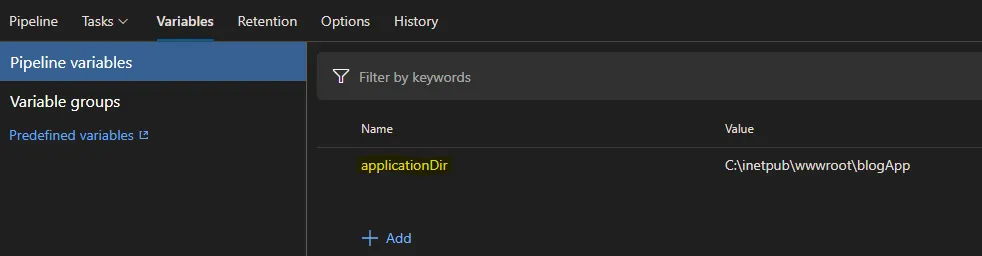 Pipeline Tasks Variables Retention Options History
Pipeline variables
Variable groups
Predefined variables
Filter by keywords
Name Value
applicationDir C:\inetpub\wwwroot\blogApp
Add